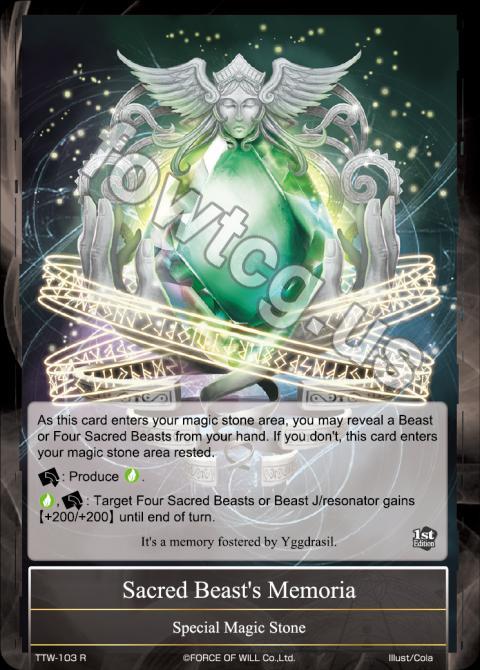 fowtcg.us
As this card enters your magic stone area, you may reveal a Beast
or Four Sacred Beasts from your hand. If you don't, this card enters
your magic stone area rested.
: Produce .
, : Target Four Sacred Beasts or Beast J/resonator gains
【+200/+200】 until end of turn.
It's a memory fostered by Yggdrasil.
1st
Edition
Sacred Beast's Memoria
Special Magic Stone
TTW-103 R ©FORCE OF WILL Co.,Ltd. Illust/Cola